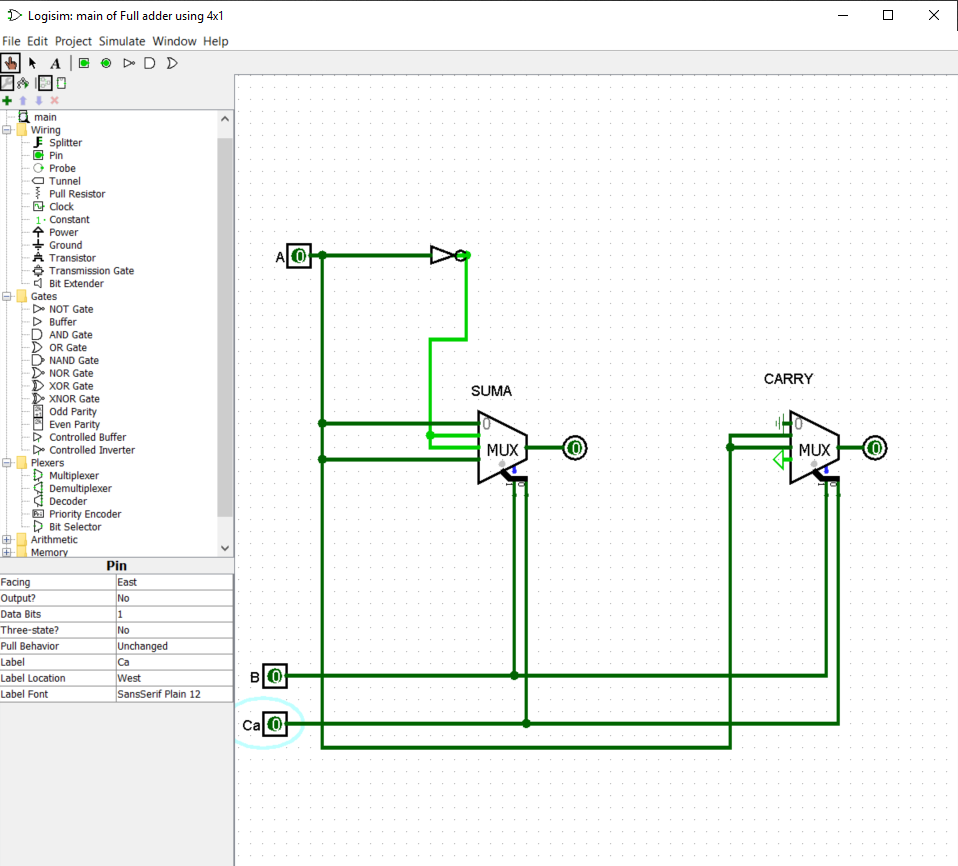 Logisim: main of Full adder using 4x1
File Edit Project Simulate Window Help
A
main
Wiring
Splitter
Pin
Probe
Tunnel
Pull Resistor
Clock
Constant
Power
Ground
Transistor
Transmission Gate
Bit Extender
Gates
NOT Gate
Buffer
AND Gate
OR Gate
NAND Gate
NOR Gate
XOR Gate
XNOR Gate
Odd Parity
Even Parity
Controlled Buffer
Controlled Inverter
Plexers
Multiplexer
Demultiplexer
Decoder
Priority Encoder
Bit Selector
Arithmetic
Memory
Pin
Facing East
Output? No
Data Bits 1
Three-state? No
Pull Behavior Unchanged
Label Ca
Label Location West
Label Font SansSerif Plain 12
A 0
SUMA
0
MUX 0
1 0
CARRY
0
MUX 0
1 0
B 0
Ca 0